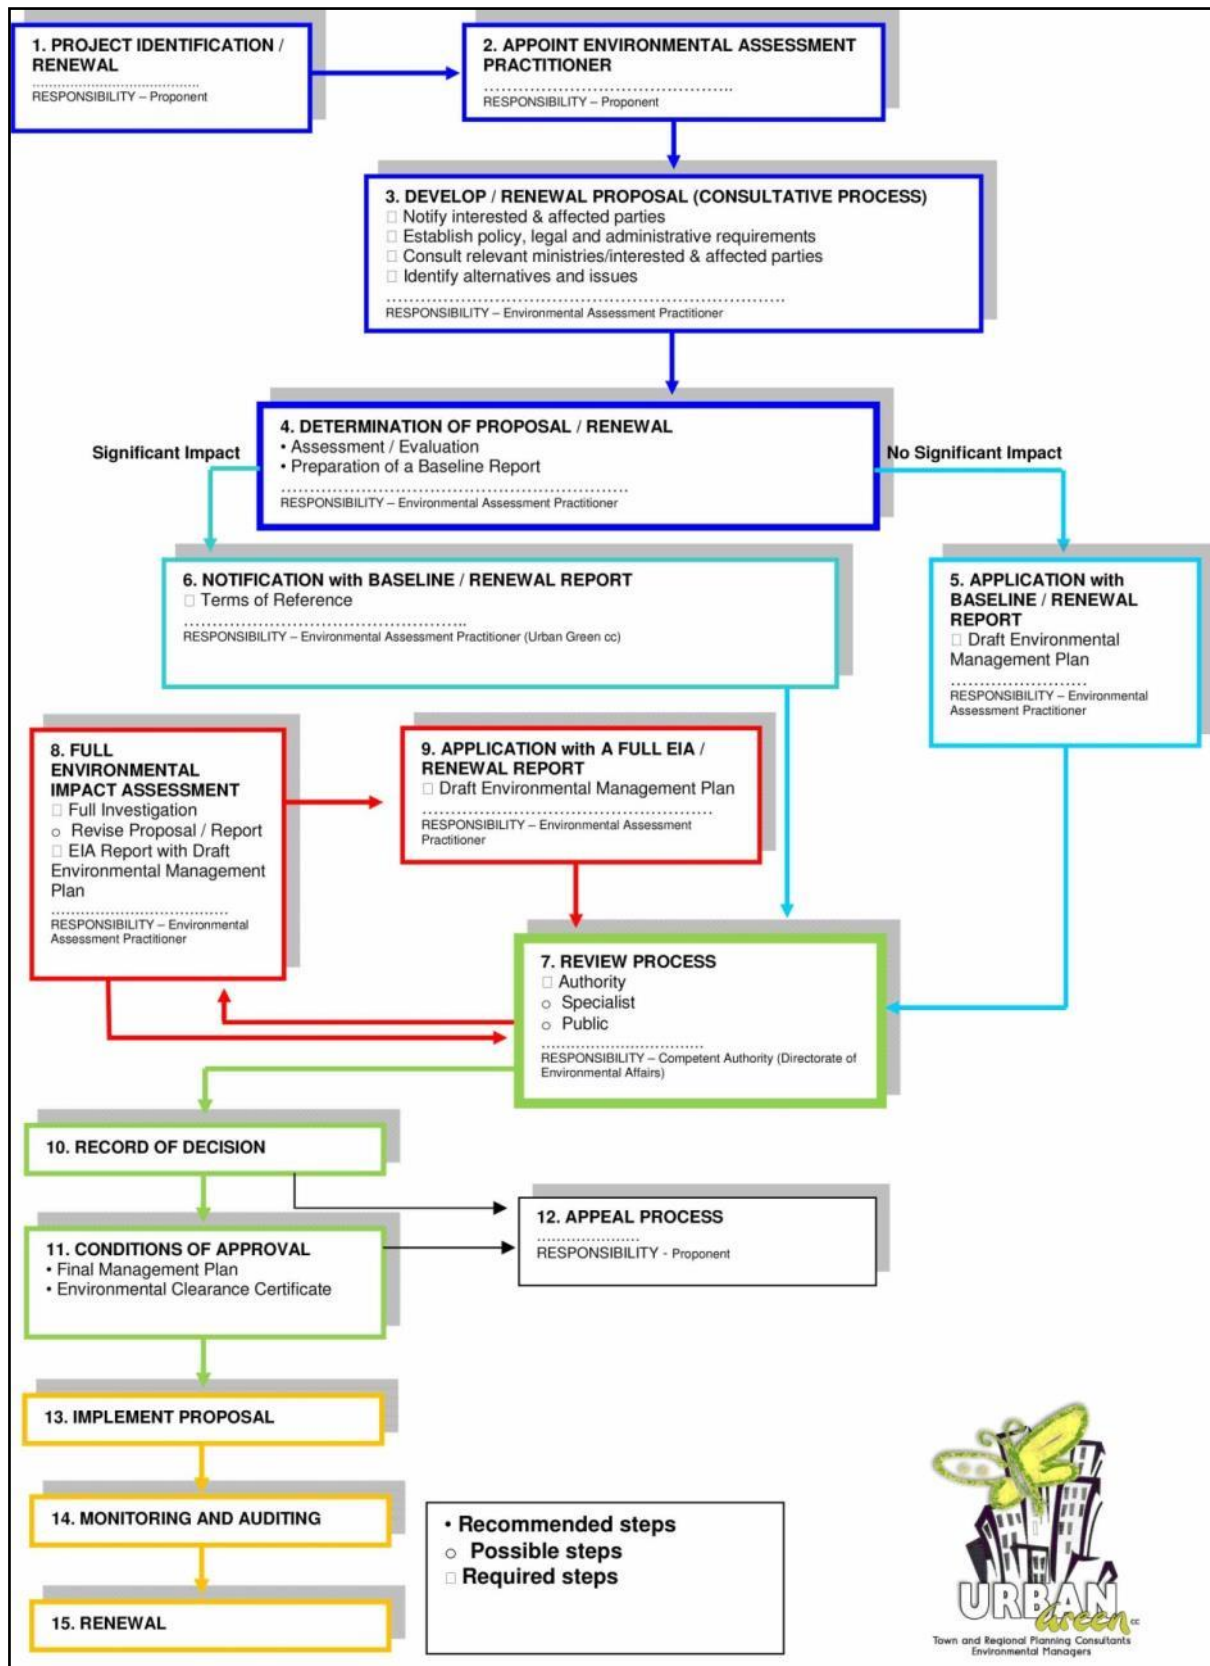 1. PROJECT IDENTIFICATION /
RENEWAL
........................................
RESPONSIBILITY – Proponent
2. APPOINT ENVIRONMENTAL ASSESSMENT
PRACTITIONER
............................................
RESPONSIBILITY – Proponent
3. DEVELOP / RENEWAL PROPOSAL (CONSULTATIVE PROCESS)
□ Notify interested & affected parties
□ Establish policy, legal and administrative requirements
□ Consult relevant ministries/interested & affected parties
□ Identify alternatives and issues
......................................................................
RESPONSIBILITY – Environmental Assessment Practitioner
4. DETERMINATION OF PROPOSAL / RENEWAL
• Assessment / Evaluation
• Preparation of a Baseline Report
.............................................................
RESPONSIBILITY – Environmental Assessment Practitioner
Significant Impact
No Significant Impact
6. NOTIFICATION with BASELINE / RENEWAL REPORT
□ Terms of Reference
..................................................
RESPONSIBILITY – Environmental Assessment Practitioner (Urban Green cc)
5. APPLICATION with
BASELINE / RENEWAL
REPORT
□ Draft Environmental
Management Plan
........................
RESPONSIBILITY – Environmental
Assessment Practitioner
8. FULL
ENVIRONMENTAL
IMPACT ASSESSMENT
□ Full Investigation
o Revise Proposal / Report
□ EIA Report with Draft
Environmental Management
Plan
...................................
RESPONSIBILITY – Environmental
Assessment Practitioner
9. APPLICATION with A FULL EIA /
RENEWAL REPORT
□ Draft Environmental Management Plan
...................................................
RESPONSIBILITY – Environmental Assessment
Practitioner
7. REVIEW PROCESS
□ Authority
o Specialist
o Public
................................
RESPONSIBILITY – Competent Authority (Directorate of
Environmental Affairs)
10. RECORD OF DECISION
12. APPEAL PROCESS
.....................
RESPONSIBILITY - Proponent
11. CONDITIONS OF APPROVAL
• Final Management Plan
• Environmental Clearance Certificate
13. IMPLEMENT PROPOSAL
14. MONITORING AND AUDITING
15. RENEWAL
• Recommended steps
o Possible steps
□ Required steps
URBAN
Green cc
Town and Regional Planning Consultants
Environmental Managers